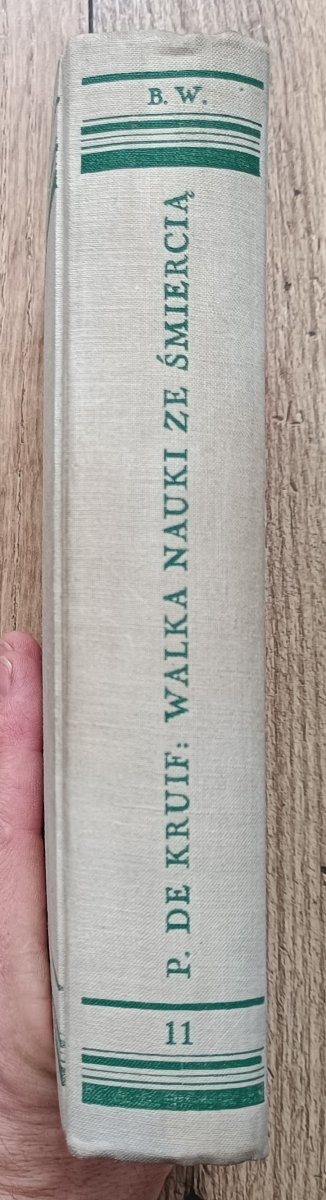 B. W.
P. DE KRUIF: WALKA NAUKI ZE ŚMIERCIĄ
11